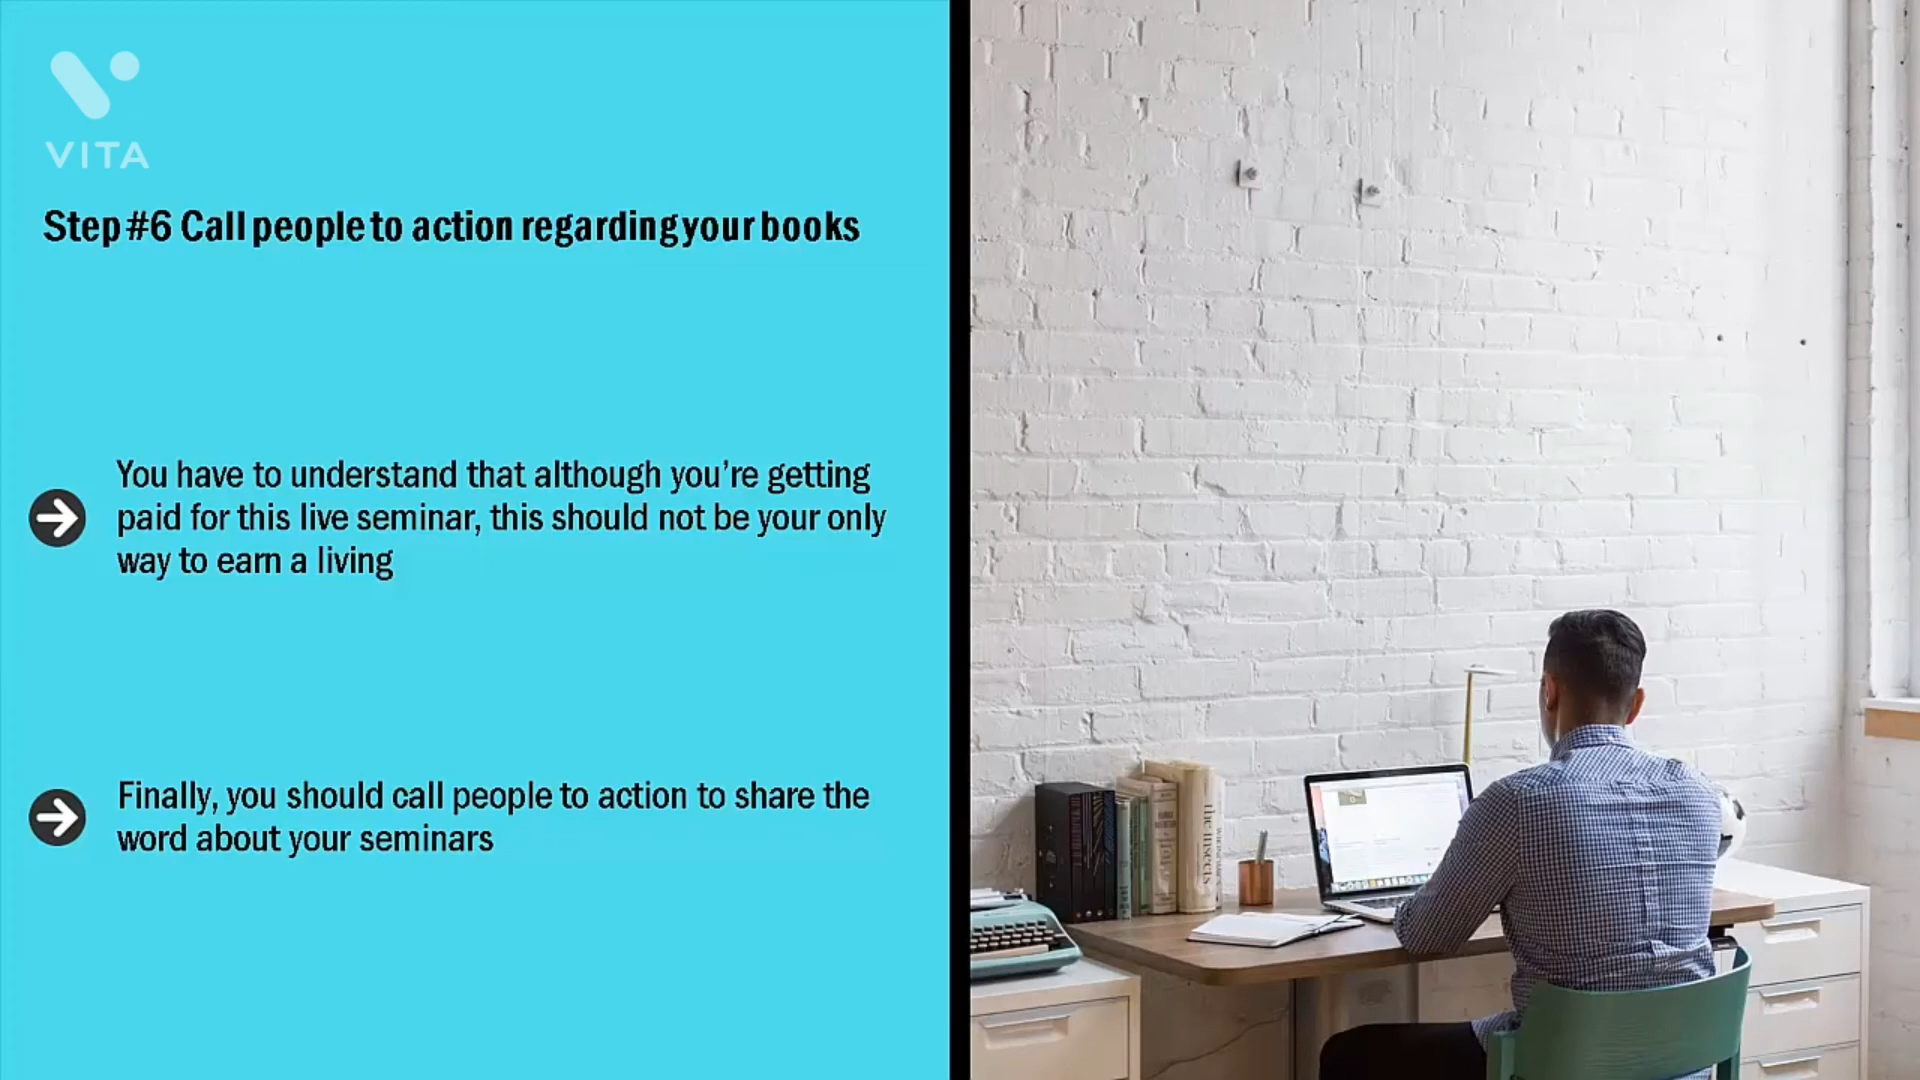 VITA
Step #6 Call people to action regarding your books
You have to understand that although you're getting
paid for this live seminar, this should not be your only
way to earn a living
Finally, you should call people to action to share the
word about your seminars
the insects